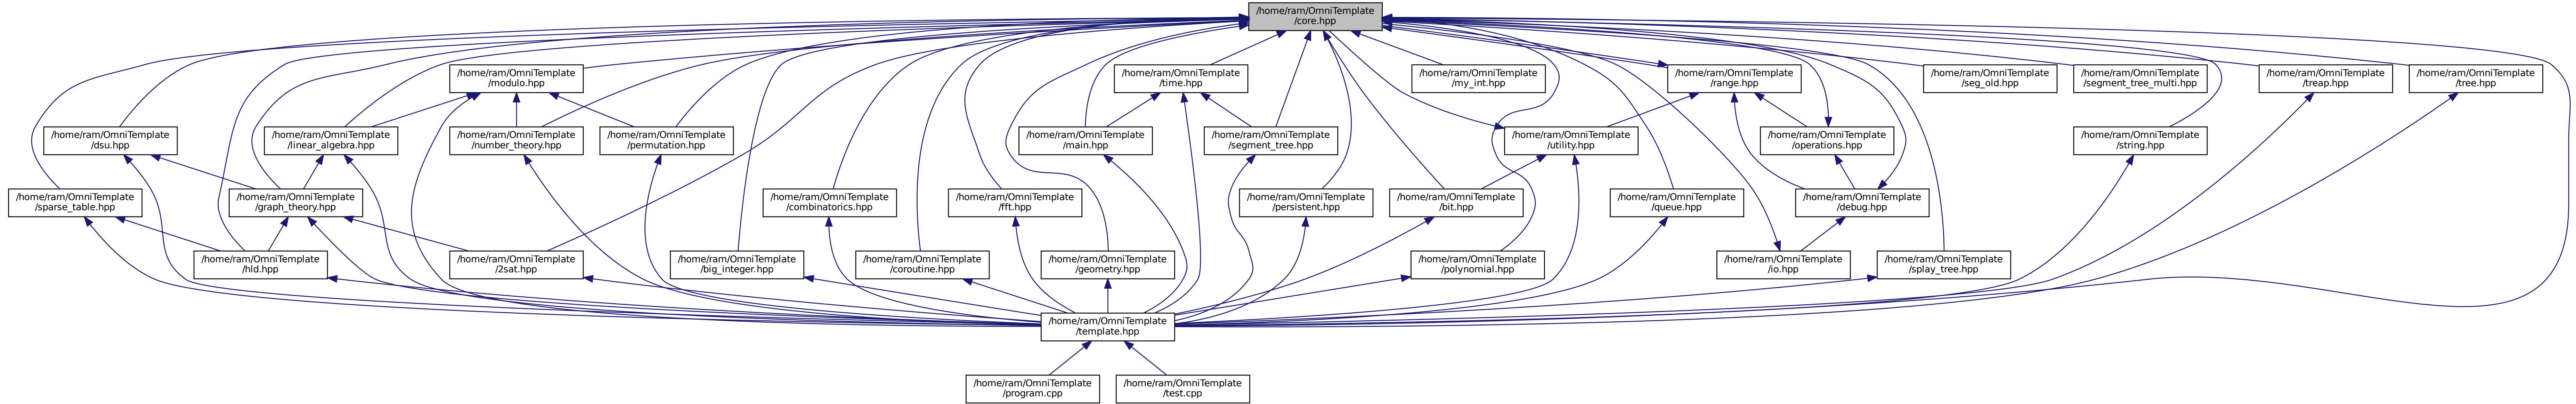 /home/ram/OmniTemplate
/core.hpp
/home/ram/OmniTemplate
/modulo.hpp
/home/ram/OmniTemplate
/time.hpp
/home/ram/OmniTemplate
/my_int.hpp
/home/ram/OmniTemplate
/range.hpp
/home/ram/OmniTemplate
/seg_old.hpp
/home/ram/OmniTemplate
/segment_tree_multi.hpp
/home/ram/OmniTemplate
/treap.hpp
/home/ram/OmniTemplate
/tree.hpp
/home/ram/OmniTemplate
/dsu.hpp
/home/ram/OmniTemplate
/linear_algebra.hpp
/home/ram/OmniTemplate
/number_theory.hpp
/home/ram/OmniTemplate
/permutation.hpp
/home/ram/OmniTemplate
/main.hpp
/home/ram/OmniTemplate
/segment_tree.hpp
/home/ram/OmniTemplate
/utility.hpp
/home/ram/OmniTemplate
/operations.hpp
/home/ram/OmniTemplate
/string.hpp
/home/ram/OmniTemplate
/sparse_table.hpp
/home/ram/OmniTemplate
/graph_theory.hpp
/home/ram/OmniTemplate
/combinatorics.hpp
/home/ram/OmniTemplate
/fft.hpp
/home/ram/OmniTemplate
/persistent.hpp
/home/ram/OmniTemplate
/bit.hpp
/home/ram/OmniTemplate
/queue.hpp
/home/ram/OmniTemplate
/debug.hpp
/home/ram/OmniTemplate
/hld.hpp
/home/ram/OmniTemplate
/2sat.hpp
/home/ram/OmniTemplate
/big_integer.hpp
/home/ram/OmniTemplate
/coroutine.hpp
/home/ram/OmniTemplate
/geometry.hpp
/home/ram/OmniTemplate
/polynomial.hpp
/home/ram/OmniTemplate
/io.hpp
/home/ram/OmniTemplate
/splay_tree.hpp
/home/ram/OmniTemplate
/template.hpp
/home/ram/OmniTemplate
/program.cpp
/home/ram/OmniTemplate
/test.cpp